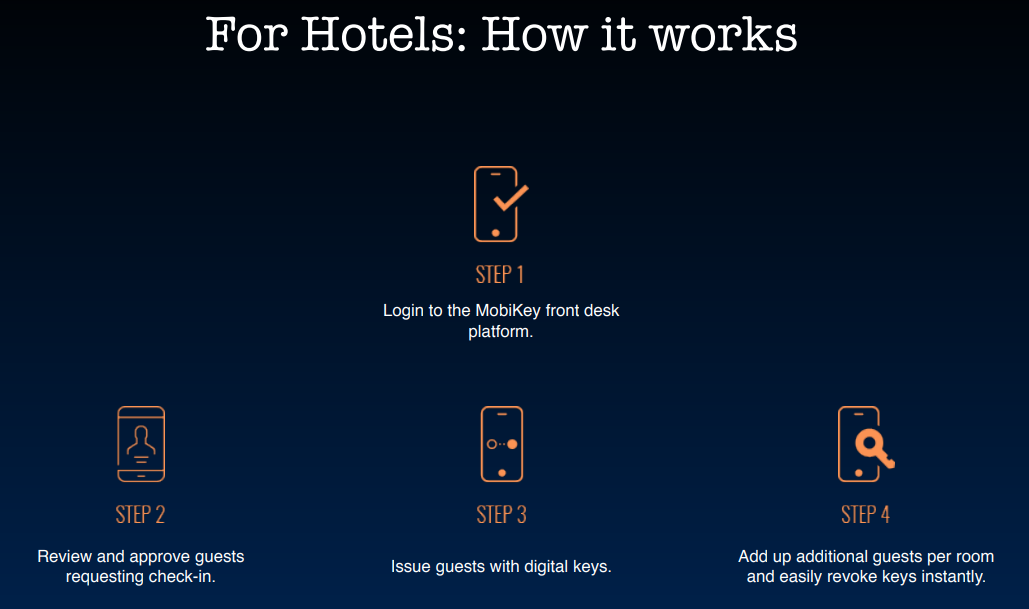 For Hotels: How it works
STEP 1
Login to the MobiKey front desk
platform.
STEP 2
Review and approve guests
requesting check-in.
STEP 3
Issue guests with digital keys.
STEP 4
Add up additional guests per room
and easily revoke keys instantly.